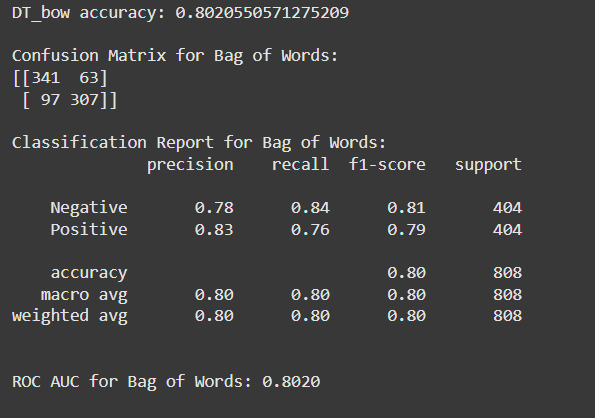 DT_bow accuracy: 0.8020550571275209
Confusion Matrix for Bag of Words:
[[341  63]
 [ 97 307]]
Classification Report for Bag of Words:
              precision    recall  f1-score   support
    Negative       0.78      0.84      0.81       404
    Positive       0.83      0.76      0.79       404
    accuracy                           0.80       808
   macro avg       0.80      0.80      0.80       808
weighted avg       0.80      0.80      0.80       808
ROC AUC for Bag of Words: 0.8020